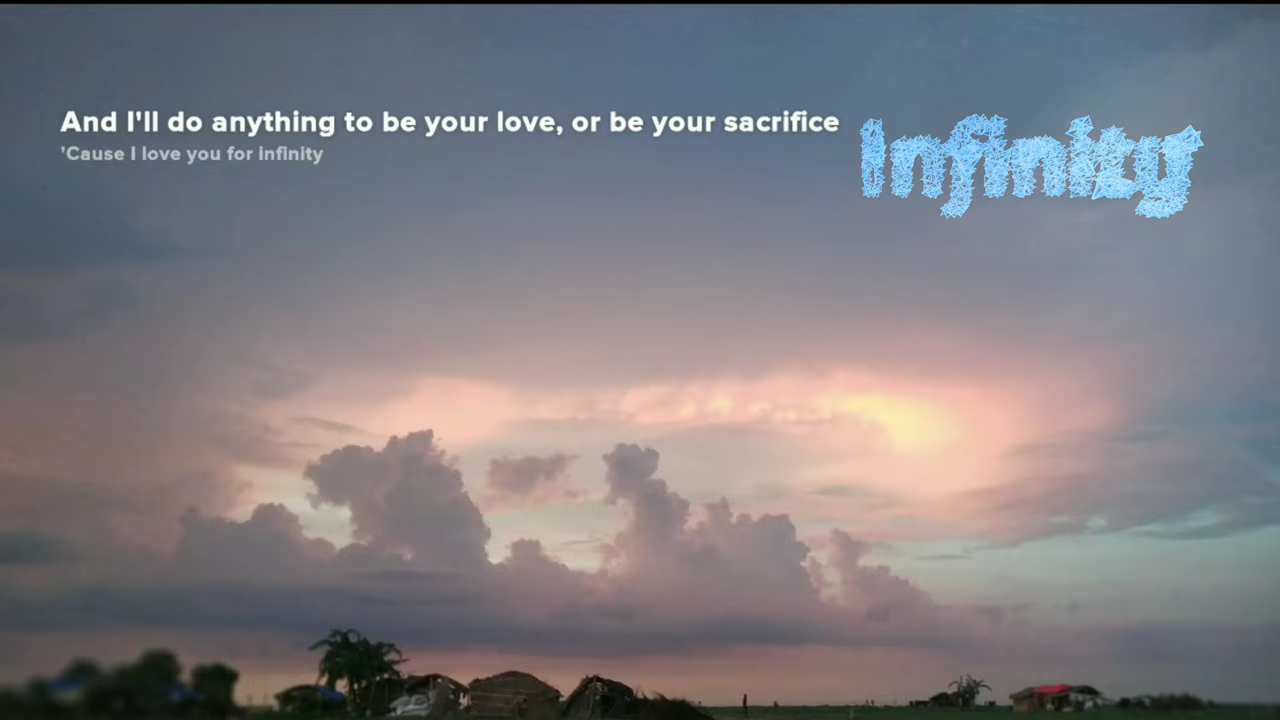 And I'll do anything to be your love, or be your sacrifice
'Cause I love you for infinity
Infinity